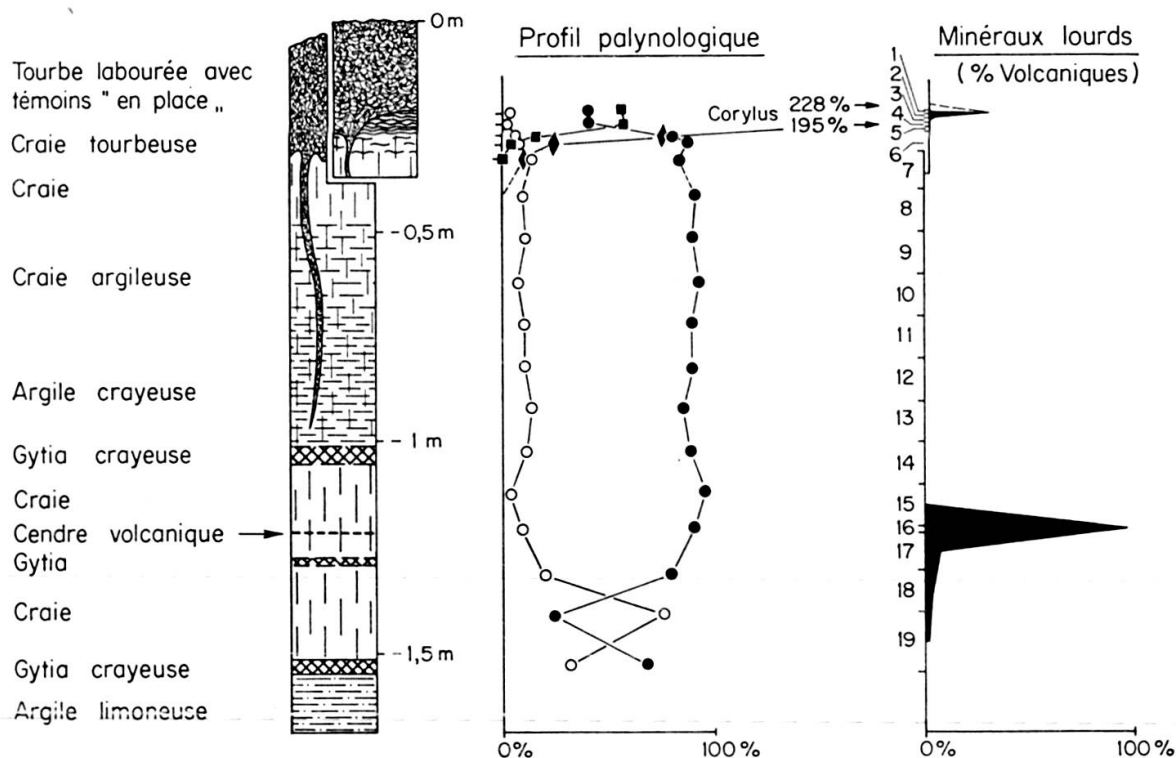 Tourbe labourée avec
témoins " en place „
Craie tourbeuse
Craie
Craie argileuse
Argile crayeuse
Gytia crayeuse
Craie
Cendre volcanique
Gytia
Craie
Gytia crayeuse
Argile limoneuse
0 m
- 0,5 m
- 1 m
- 1,5 m
Profil palynologique
Corylus
228 %
195 %
0%
100 %
Minéraux lourds
( % Volcaniques )
1
2
3
4
5
6
7
8
9
10
11
12
13
14
15
16
17
18
19
0%
100 %